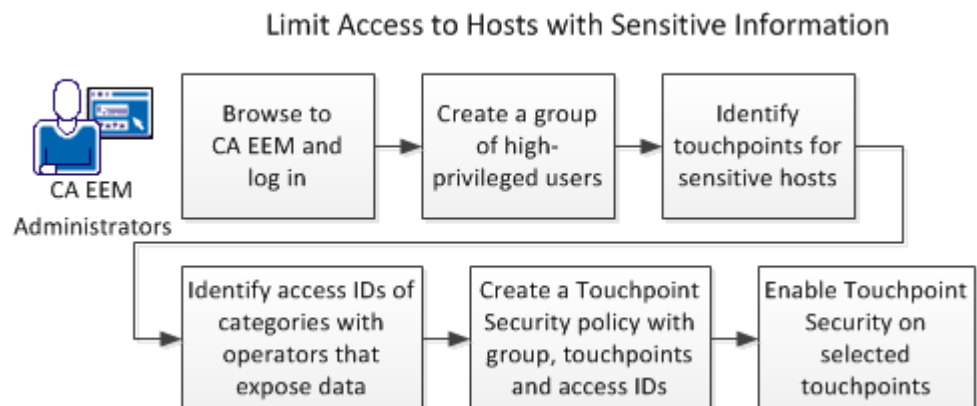 Limit Access to Hosts with Sensitive Information
CA EEM
Administrators
Browse to
CA EEM and
log in
Create a group
of high-
privileged users
Identify
touchpoints for
sensitive hosts
Identify access IDs of
categories with
operators that
expose data
Create a Touchpoint
Security policy with
group, touchpoints
and access IDs
Enable Touchpoint
Security on
selected
touchpoints